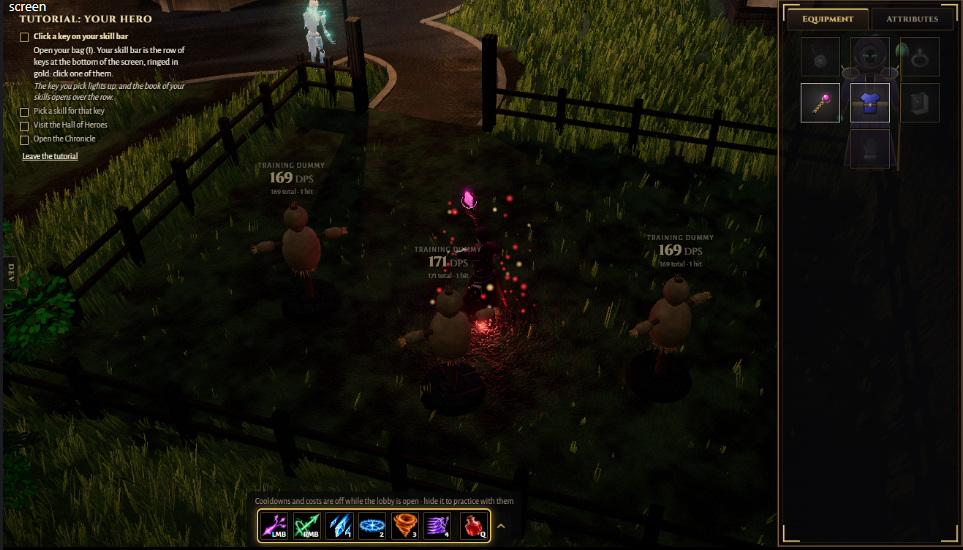 screen
TUTORIAL: YOUR HERO
Click a key on your skill bar
Open your bag (I). Your skill bar is the row of
keys at the bottom of the screen, ringed in
gold: click one of them.
The key you pick lights up, and the book of your
skills opens over the row.
Pick a skill for that key
Visit the Hall of Heroes
Open the Chronicle
Leave the tutorial
EQUIPMENT
ATTRIBUTES
TRAINING DUMMY
169 DPS
169 total · 1 hit
TRAINING DUMMY
171 DPS
171 total · 1 hit
TRAINING DUMMY
169 DPS
169 total · 1 hit
DEV
Cooldowns and costs are off while the lobby is open - hide it to practice with them
LMB
RMB
1
2
3
4
Q